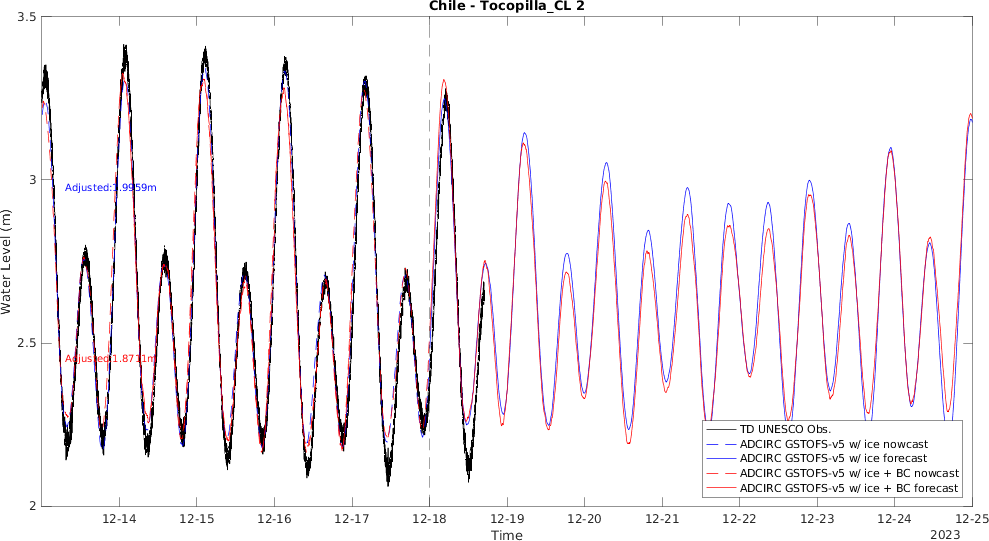 Chile - Tocopilla_CL 2
3.5
3
2.5
2
Water Level (m)
Adjusted:1.9959m
Adjusted:1.8711m
TD UNESCO Obs.
ADCIRC GSTOFS-v5 w/ ice nowcast
ADCIRC GSTOFS-v5 w/ ice forecast
ADCIRC GSTOFS-v5 w/ ice + BC nowcast
ADCIRC GSTOFS-v5 w/ ice + BC forecast
12-14 12-15 12-16 12-17 12-18 12-19 12-20 12-21 12-22 12-23 12-24 12-25
Time
2023